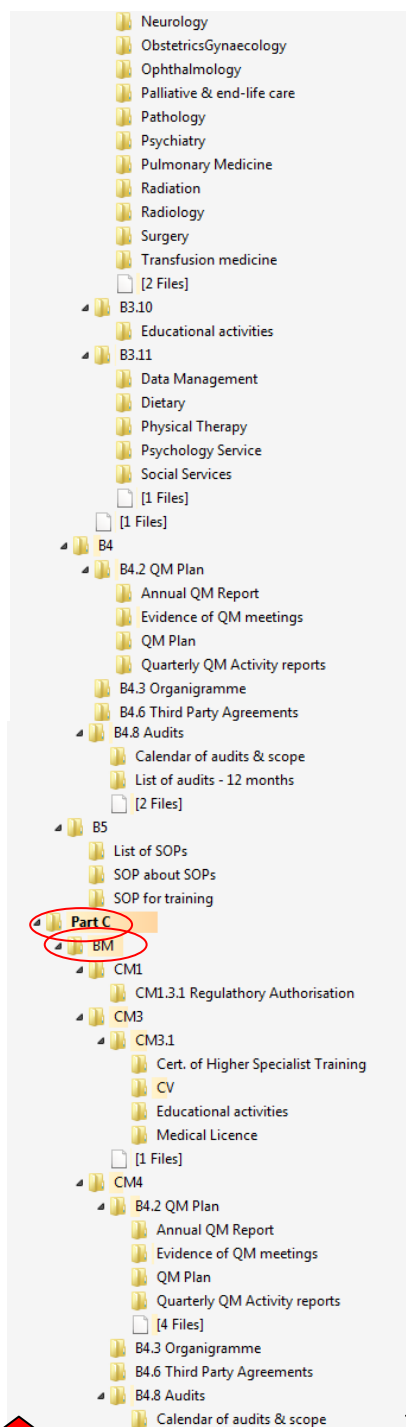 Neurology
ObstetricsGynaecology
Ophthalmology
Palliative & end-life care
Pathology
Psychiatry
Pulmonary Medicine
Radiation
Radiology
Surgery
Transfusion medicine
[2 Files]
B3.10
Educational activities
B3.11
Data Management
Dietary
Physical Therapy
Psychology Service
Social Services
[1 Files]
[1 Files]
B4
B4.2 QM Plan
Annual QM Report
Evidence of QM meetings
QM Plan
Quarterly QM Activity reports
B4.3 Organigramme
B4.6 Third Party Agreements
B4.8 Audits
Calendar of audits & scope
List of audits - 12 months
[2 Files]
B5
List of SOPs
SOP about SOPs
SOP for training
Part C
BM
CM1
CM1.3.1 Regulathory Authorisation
CM3
CM3.1
Cert. of Higher Specialist Training
CV
Educational activities
Medical Licence
[1 Files]
CM4
B4.2 QM Plan
Annual QM Report
Evidence of QM meetings
QM Plan
Quarterly QM Activity reports
[4 Files]
B4.3 Organigramme
B4.6 Third Party Agreements
B4.8 Audits
Calendar of audits & scope